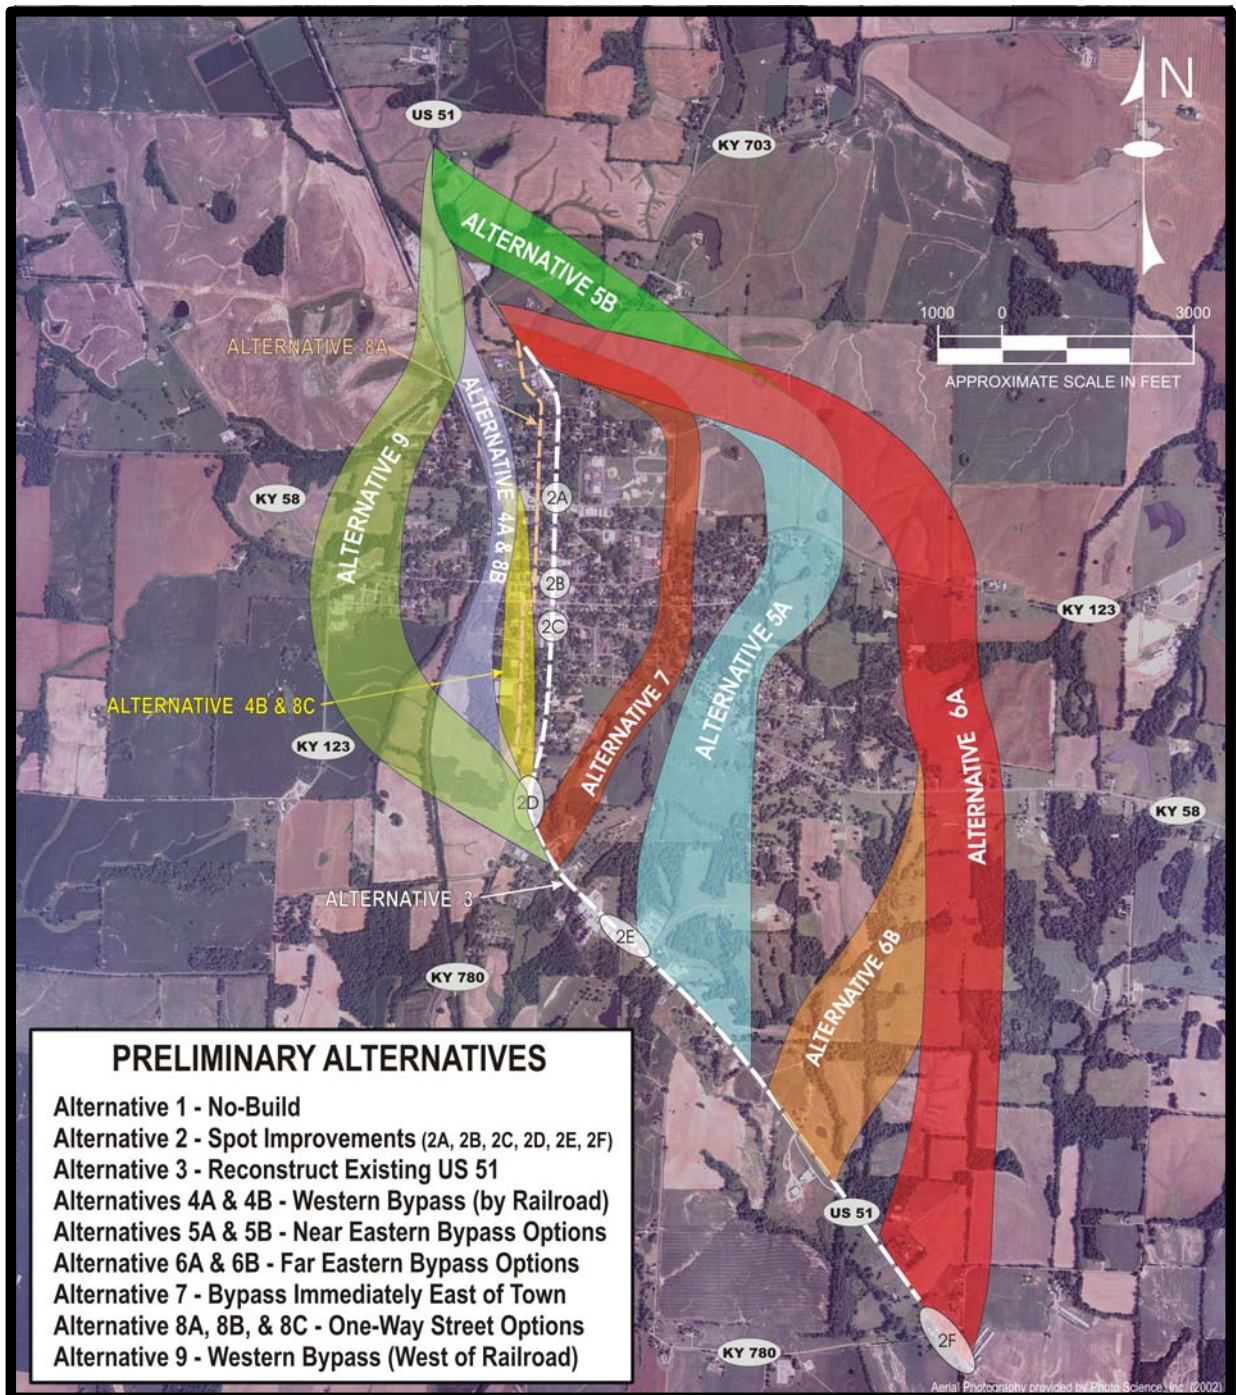 N
US 51
KY 703
ALTERNATIVE 5B
1000 0 3000
APPROXIMATE SCALE IN FEET
ALTERNATIVE 8A
ALTERNATIVE 4A & 8B
ALTERNATIVE 9
KY 58
2A
2B
2C
KY 123
ALTERNATIVE 5A
ALTERNATIVE 7
ALTERNATIVE 6A
ALTERNATIVE 4B & 8C
KY 123
2D
KY 58
ALTERNATIVE 3
2E
ALTERNATIVE 6B
KY 780
US 51
2F
KY 780
PRELIMINARY ALTERNATIVES
Alternative 1 - No-Build
Alternative 2 - Spot Improvements (2A, 2B, 2C, 2D, 2E, 2F)
Alternative 3 - Reconstruct Existing US 51
Alternatives 4A & 4B - Western Bypass (by Railroad)
Alternatives 5A & 5B - Near Eastern Bypass Options
Alternative 6A & 6B - Far Eastern Bypass Options
Alternative 7 - Bypass Immediately East of Town
Alternative 8A, 8B, & 8C - One-Way Street Options
Alternative 9 - Western Bypass (West of Railroad)
Aerial Photography provided by Photo Science, Inc. (2002)